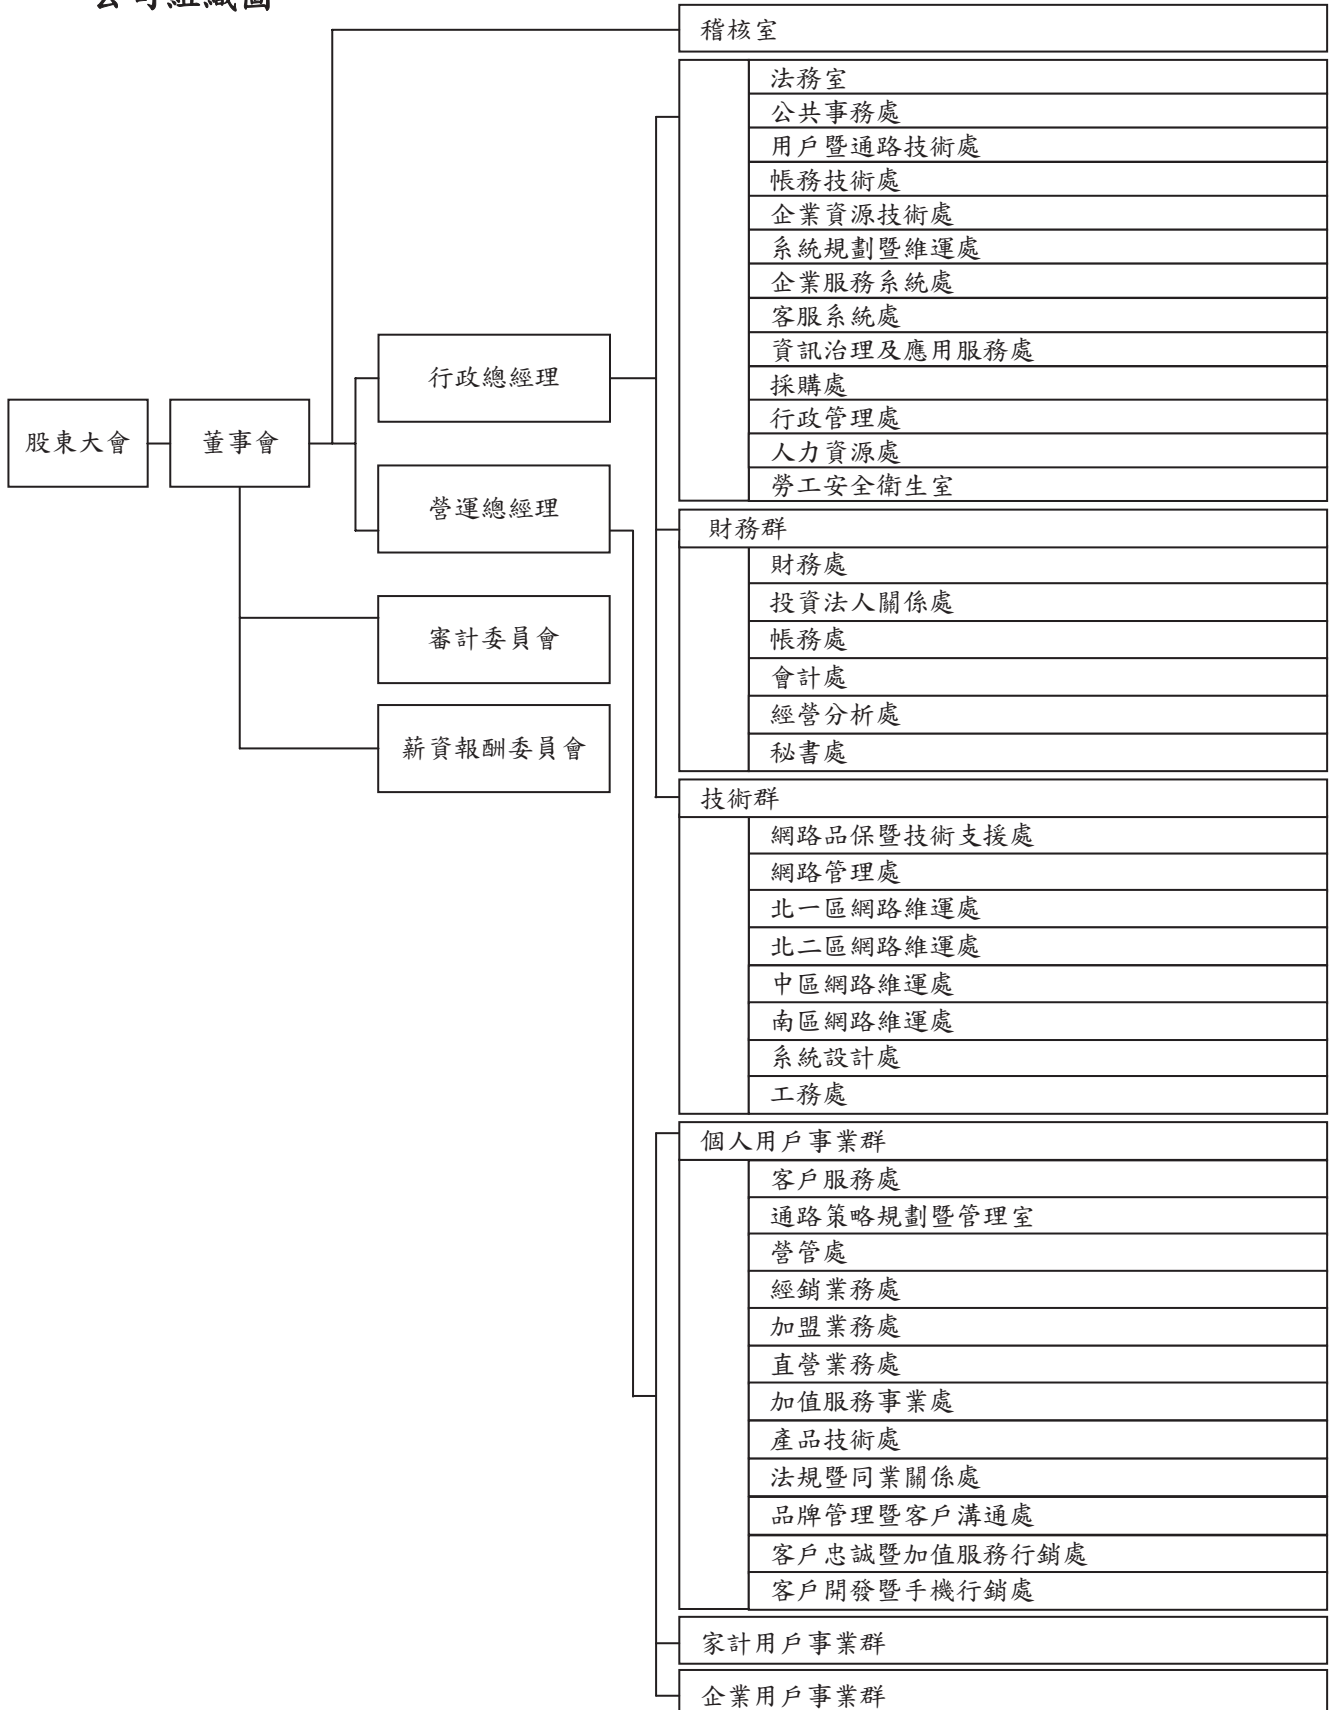 公司組織圖
稽核室
法務室
公共事務處
用戶暨通路技術處
帳務技術處
企業資源技術處
系統規劃暨維運處
企業服務系統處
客服系統處
資訊治理及應用服務處
採購處
行政管理處
人力資源處
勞工安全衛生室
股東大會
董事會
行政總經理
營運總經理
審計委員會
薪資報酬委員會
財務群
財務處
投資法人關係處
帳務處
會計處
經營分析處
秘書處
技術群
網路品保暨技術支援處
網路管理處
北一區網路維運處
北二區網路維運處
中區網路維運處
南區網路維運處
系統設計處
工務處
個人用戶事業群
客戶服務處
通路策略規劃暨管理室
營管處
經銷業務處
加盟業務處
直營業務處
加值服務事業處
產品技術處
法規暨同業關係處
品牌管理暨客戶溝通處
客戶忠誠暨加值服務行銷處
客戶開發暨手機行銷處
家計用戶事業群
企業用戶事業群